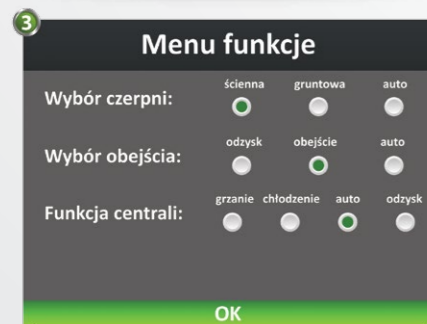 3
Menu funkcje
ścienna gruntowa auto
Wybór czerpni:
odzysk obejście auto
Wybór obejścia:
grzanie chłodzenie auto odzysk
Funkcja centrali:
OK